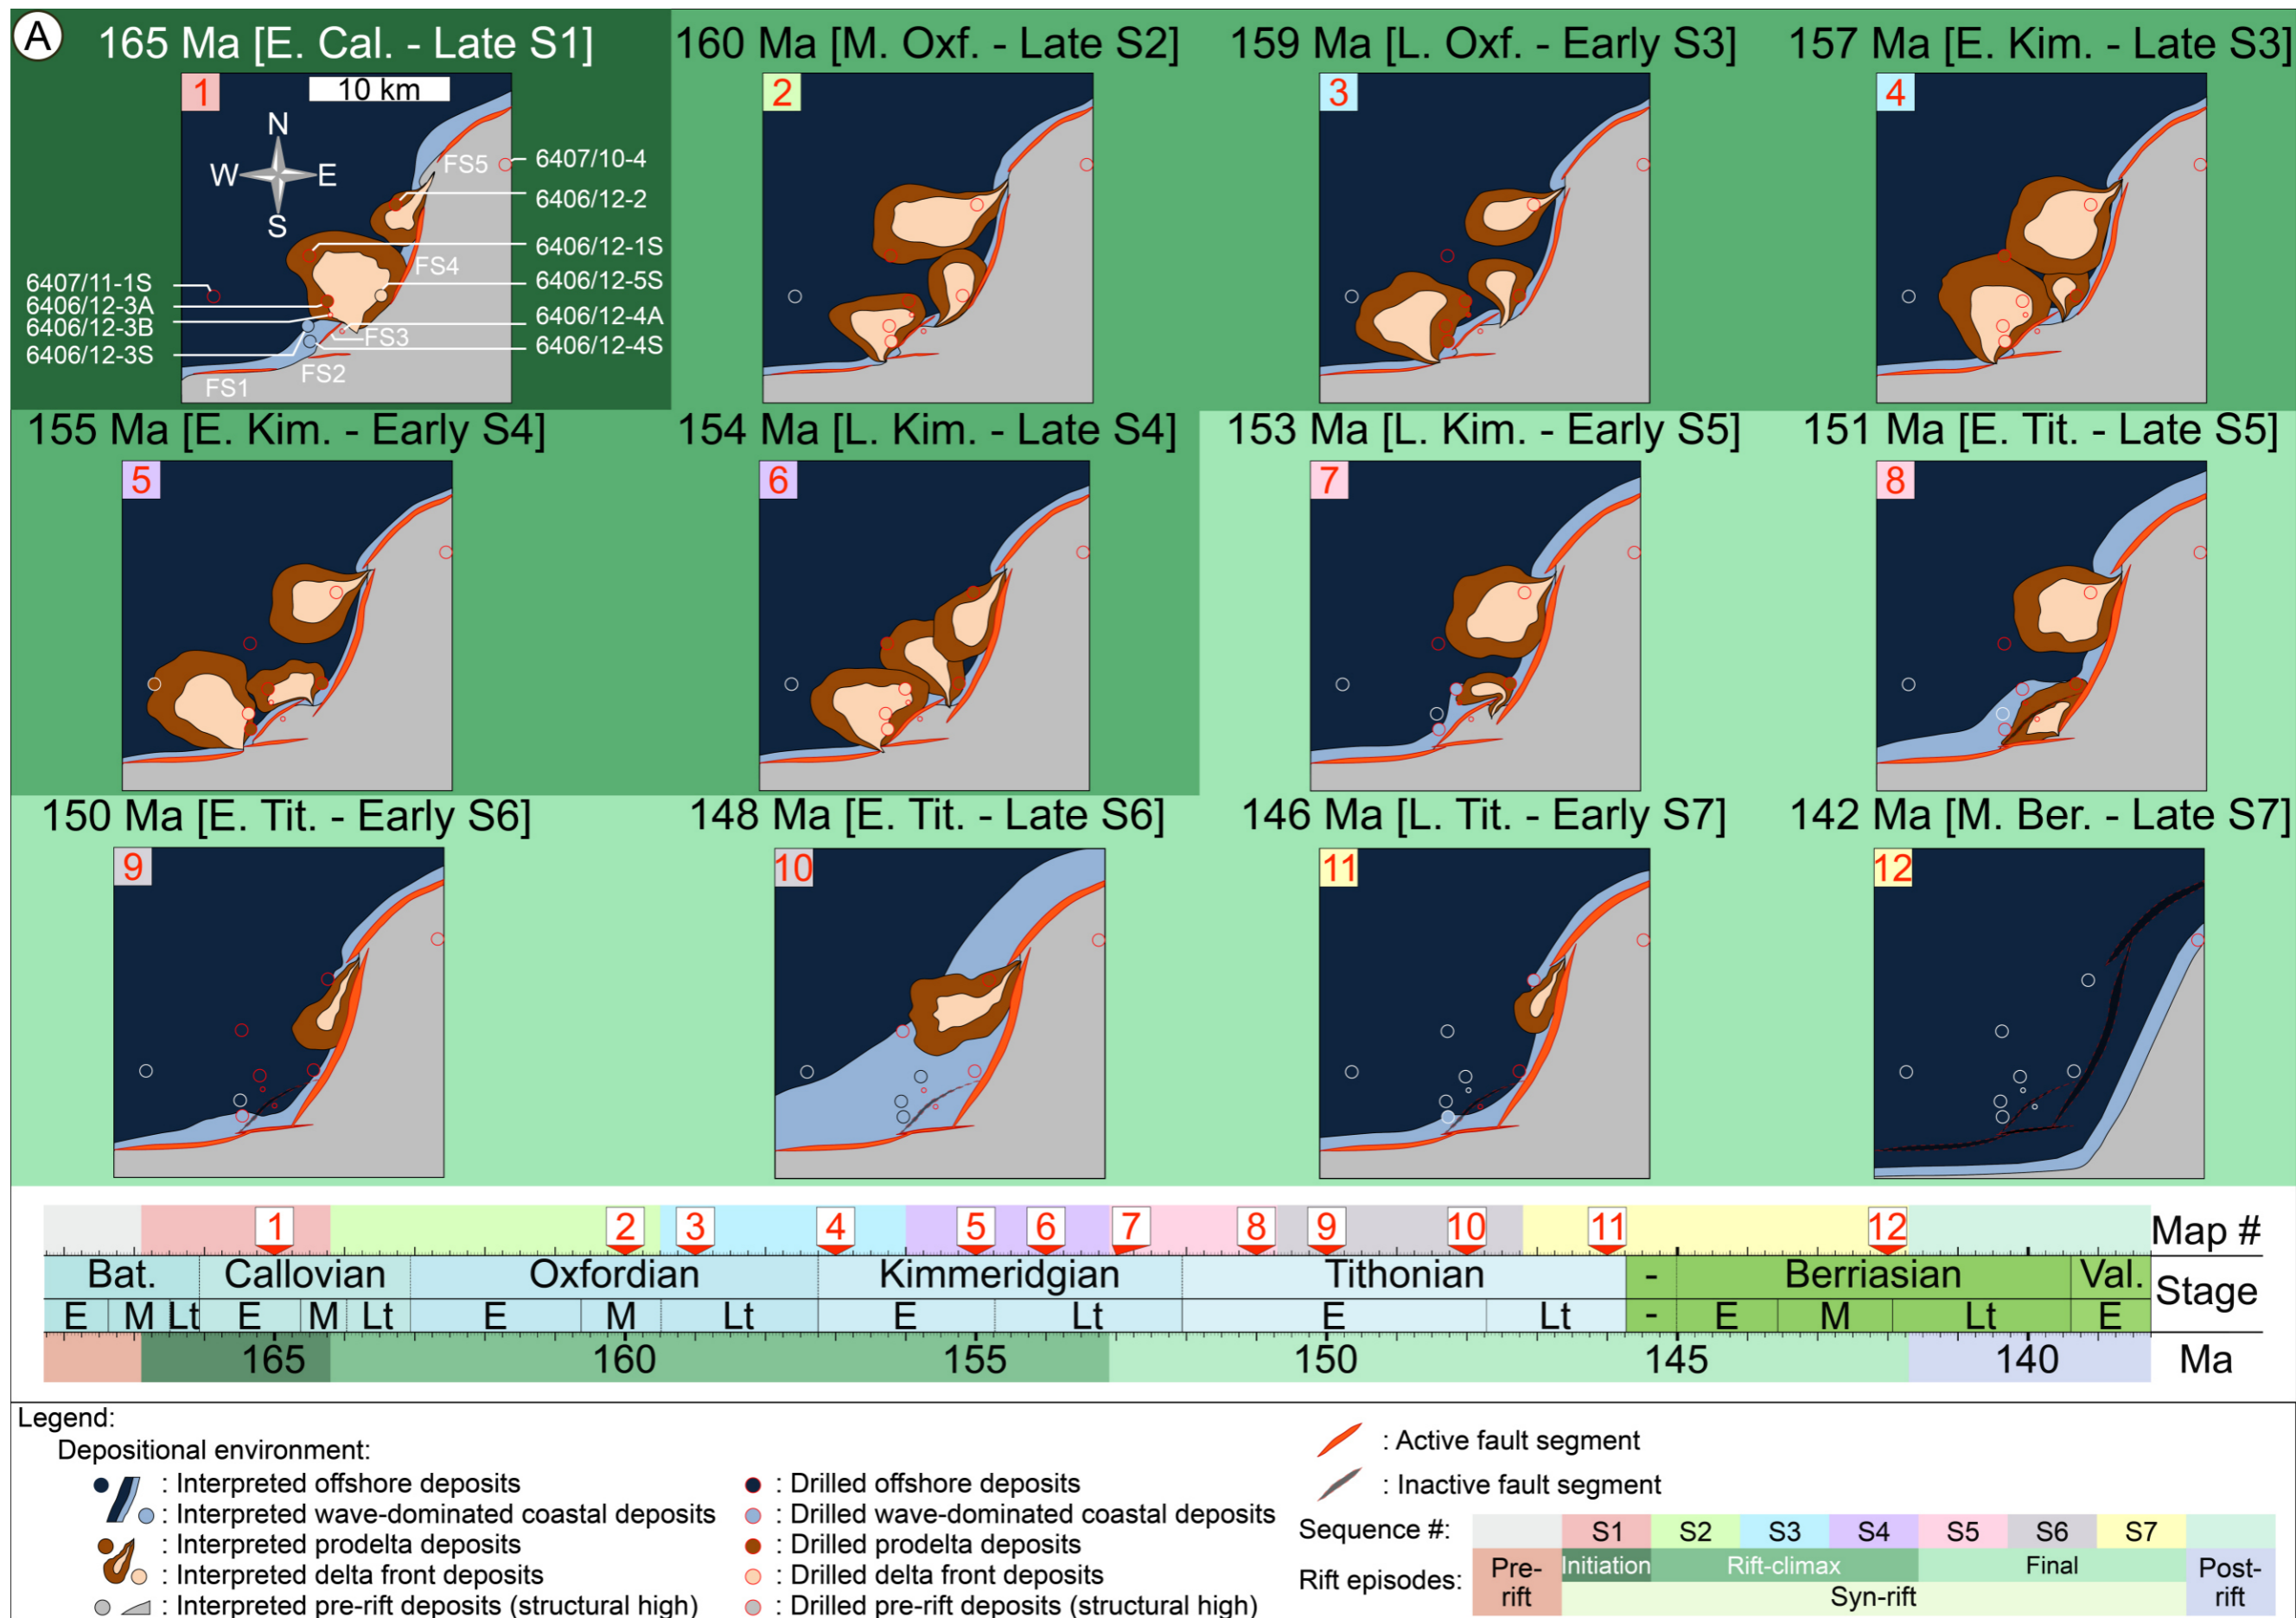 A
165 Ma [E. Cal. - Late S1]
160 Ma [M. Oxf. - Late S2]
159 Ma [L. Oxf. - Early S3]
157 Ma [E. Kim. - Late S3]
1
10 km
N
W E
S
FS5
FS4
FS3
FS2
FS1
6407/10-4
6406/12-2
6406/12-1S
6406/12-5S
6406/12-4A
6406/12-4S
6407/11-1S
6406/12-3A
6406/12-3B
6406/12-3S
2
3
4
155 Ma [E. Kim. - Early S4]
154 Ma [L. Kim. - Late S4]
153 Ma [L. Kim. - Early S5]
151 Ma [E. Tit. - Late S5]
5
6
7
8
150 Ma [E. Tit. - Early S6]
148 Ma [E. Tit. - Late S6]
146 Ma [L. Tit. - Early S7]
142 Ma [M. Ber. - Late S7]
9
10
11
12
1 2 3 4 5 6 7 8 9 10 11 12 Map #
Bat. Callovian Oxfordian Kimmeridgian Tithonian - Berriasian Val.
Stage
E M Lt E M Lt E M Lt E Lt E Lt - E M Lt E
165 160 155 150 145 140 Ma
Legend:
Depositional environment:
: Interpreted offshore deposits
: Interpreted wave-dominated coastal deposits
: Interpreted prodelta deposits
: Interpreted delta front deposits
: Interpreted pre-rift deposits (structural high)
: Drilled offshore deposits
: Drilled wave-dominated coastal deposits
: Drilled prodelta deposits
: Drilled delta front deposits
: Drilled pre-rift deposits (structural high)
: Active fault segment
: Inactive fault segment
Sequence #: S1 S2 S3 S4 S5 S6 S7
Rift episodes:
Pre-
rift
Initiation Rift-climax Final
Syn-rift
Post-
rift